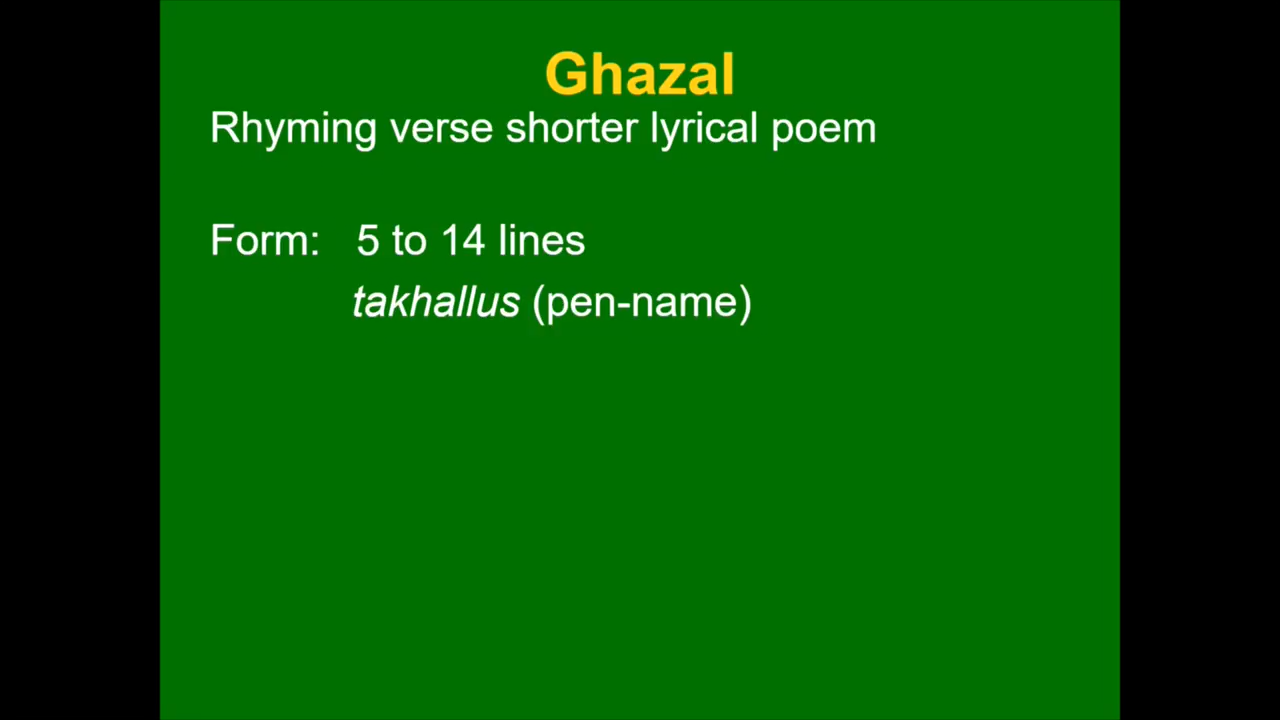 Ghazal
Rhyming verse shorter lyrical poem
Form: 5 to 14 lines
takhallus (pen-name)